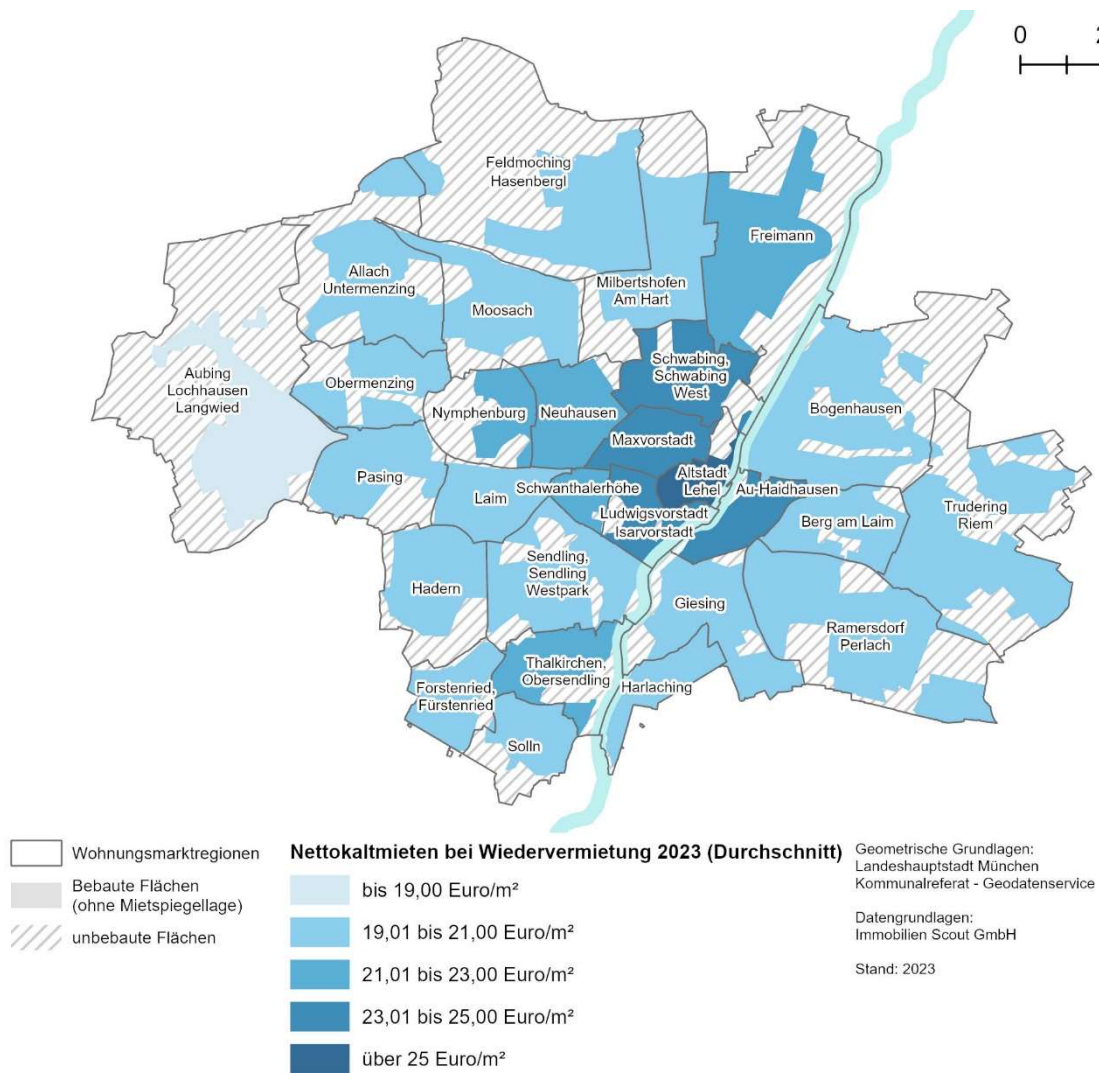 0
2
Feldmoching
Hasenbergl
Freimann
Allach
Untermenzing
Milbertshofen
Am Hart
Moosach
Schwabing,
Schwabing
West
Aubing
Lochhausen
Langwied
Obermenzing
Nymphenburg
Neuhausen
Bogenhausen
Maxvorstadt
Altstadt
Lehel
Pasing
Laim
Schwanthalerhöhe
Au-Haidhausen
Ludwigsvorstadt
Isarvorstadt
Berg am Laim
Trudering
Riem
Sendling,
Sendling
Westpark
Hadern
Giesing
Ramersdorf
Perlach
Thalkirchen,
Obersendling
Forstenried,
Fürstenried
Harlaching
Solln
Wohnungsmarktregionen
Bebaute Flächen
(ohne Mietspiegellage)
unbebaute Flächen
Nettokaltmieten bei Wiedervermietung 2023 (Durchschnitt)
bis 19,00 Euro/m²
19,01 bis 21,00 Euro/m²
21,01 bis 23,00 Euro/m²
23,01 bis 25,00 Euro/m²
über 25 Euro/m²
Geometrische Grundlagen:
Landeshauptstadt München
Kommunalreferat - Geodatenservice
Datengrundlagen:
Immobilien Scout GmbH
Stand: 2023